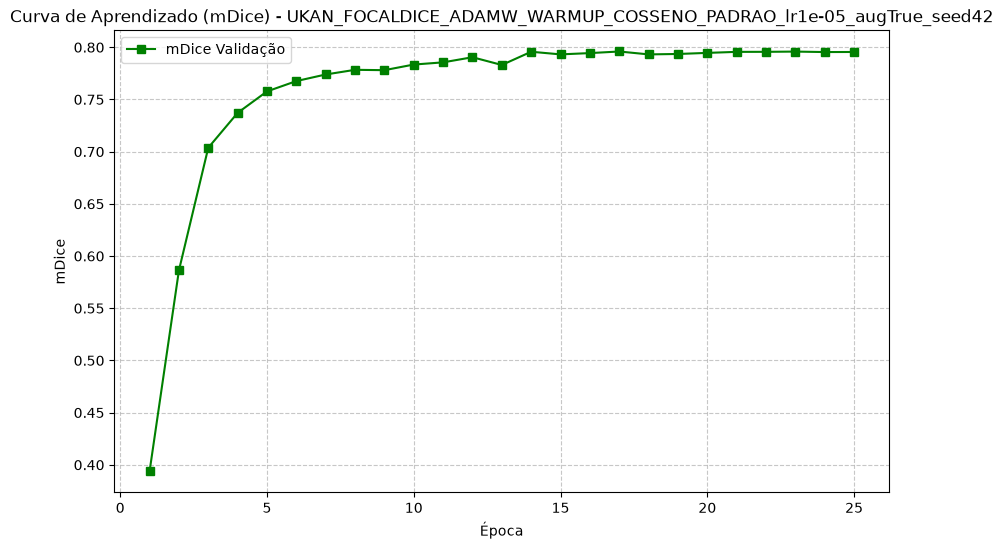 Curva de Aprendizado (mDice) - UKAN_FOCALDICE_ADAMW_WARMUP_COSSENO_PADRAO_lr1e-05_augTrue_seed42
mDice Validação
0.80
0.75
0.70
0.65
0.60
0.55
0.50
0.45
0.40
mDice
0 5 10 15 20 25
Época